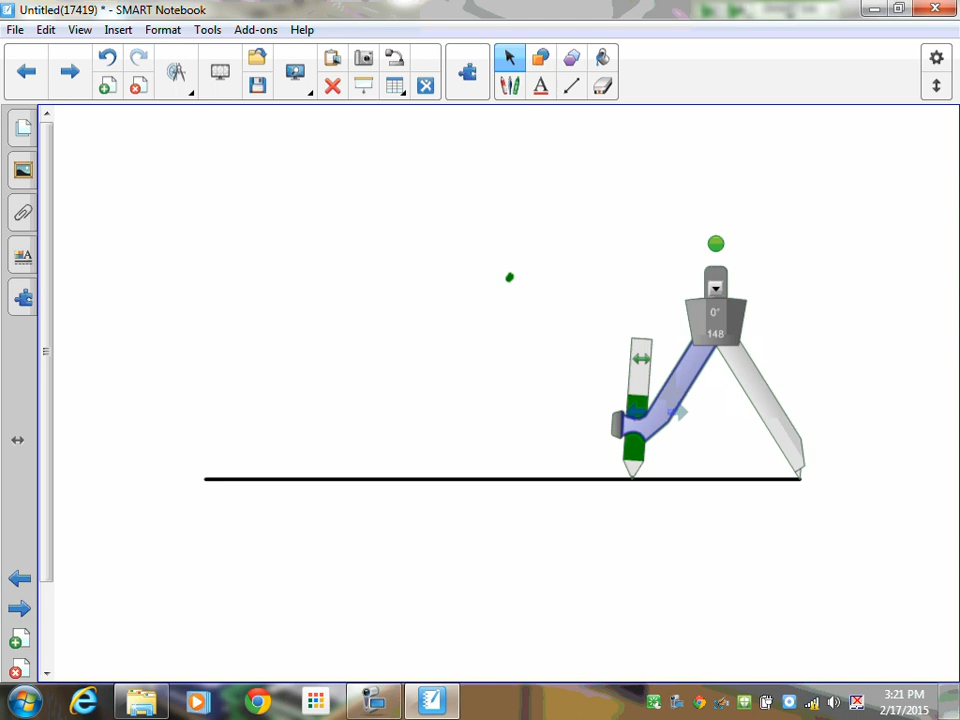 Untitled(17419) * - SMART Notebook
File Edit View Insert Format Tools Add-ons Help
A
A
0°
148
3:21 PM
2/17/2015